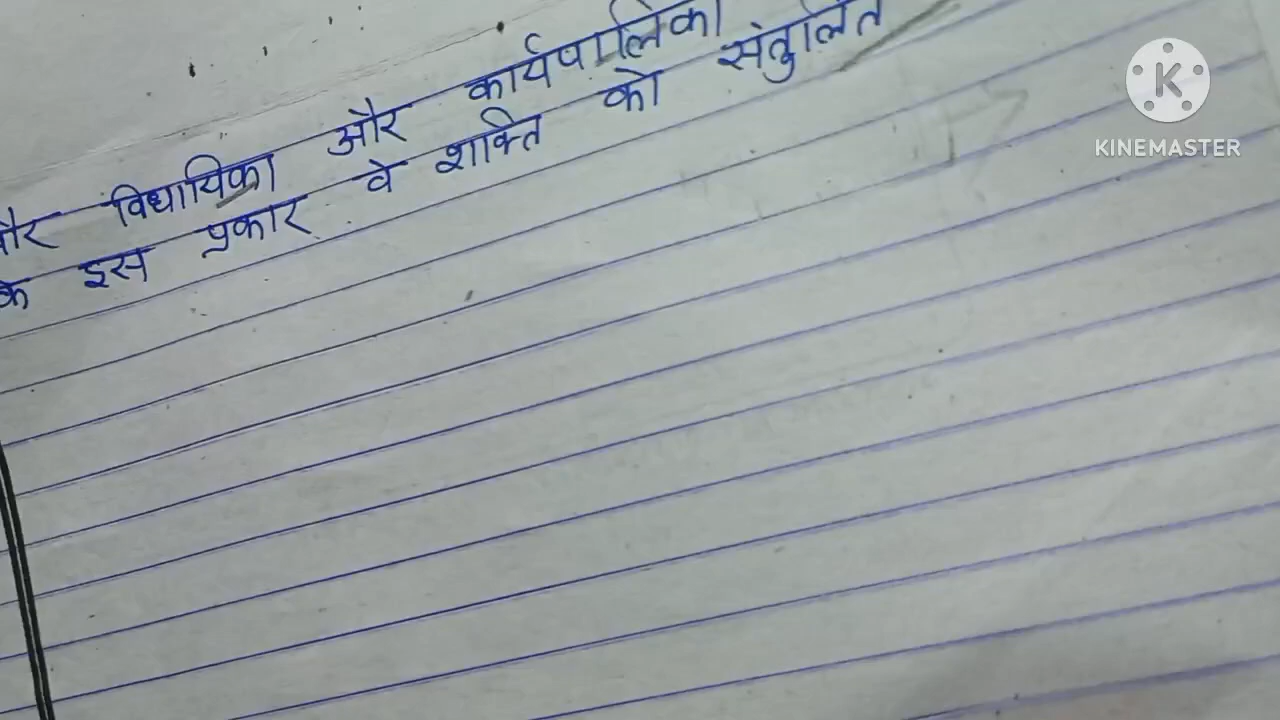 और विधायिका और कार्यपालिका
के इस प्रकार वे शक्ति को संतुलित
K
KINEMASTER